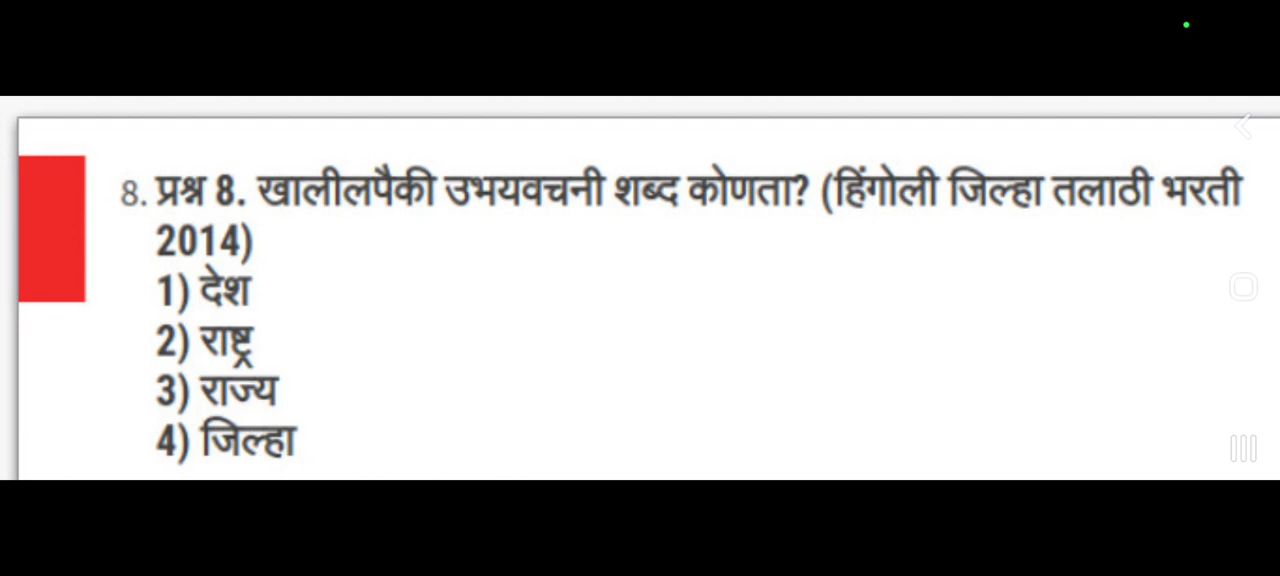 8. प्रश्न 8. खालीलपैकी उभयवचनी शब्द कोणता? (हिंगोली जिल्हा तलाठी भरती
2014)
1) देश
2) राष्ट्र
3) राज्य
4) जिल्हा